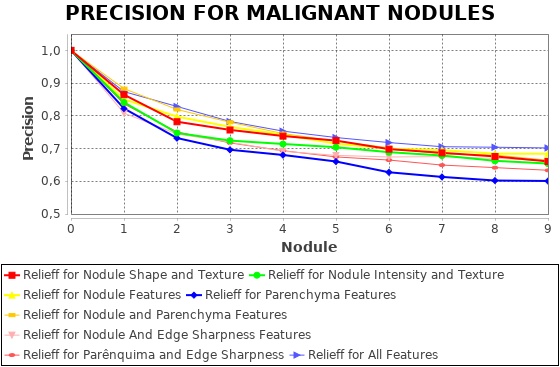 PRECISION FOR MALIGNANT NODULES
1,0
0,9
0,8
0,7
0,6
0,5
Precision
0 1 2 3 4 5 6 7 8 9
Nodule
Relieff for Nodule Shape and Texture Relieff for Nodule Intensity and Texture
Relieff for Nodule Features Relieff for Parenchyma Features
Relieff for Nodule and Parenchyma Features
Relieff for Nodule And Edge Sharpness Features
Relieff for Parênquima and Edge Sharpness Relieff for All Features